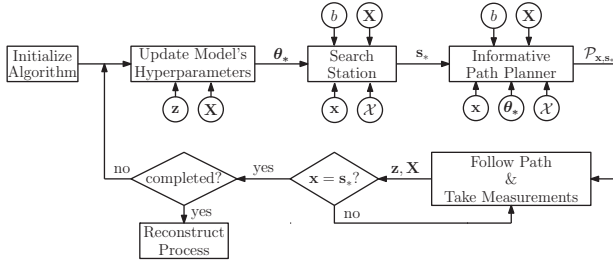 b
X
b
X
Initialize
Algorithm
Update Model's
Hyperparameters
θ*
Search
Station
s*
Informative
Path Planner
𝒫x,s*
z
X
x
𝒳
x
θ*
𝒳
no
completed?
yes
x = s*?
z, X
Follow Path
&
Take Measurements
yes
no
Reconstruct
Process